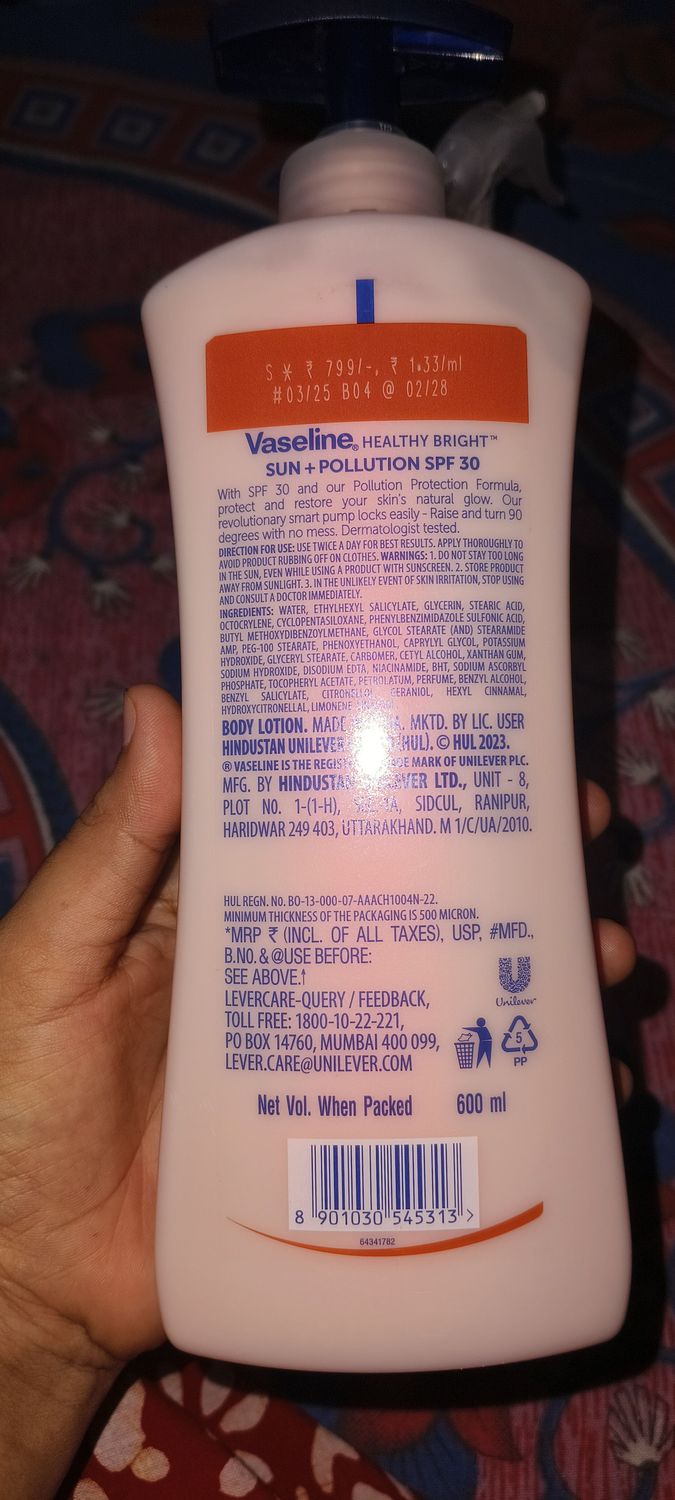 S * ₹ 799/-, ₹ 1.33/ml
#03/25 B04 @ 02/28
Vaseline® HEALTHY BRIGHT™
SUN + POLLUTION SPF 30
With SPF 30 and our Pollution Protection Formula,
protect and restore your skin's natural glow. Our
revolutionary smart pump locks easily - Raise and turn 90
degrees with no mess. Dermatologist tested.
DIRECTION FOR USE: USE TWICE A DAY FOR BEST RESULTS. APPLY THOROUGHLY TO
AVOID PRODUCT RUBBING OFF ON CLOTHES. WARNINGS: 1. DO NOT STAY TOO LONG
IN THE SUN, EVEN WHILE USING A PRODUCT WITH SUNSCREEN. 2. STORE PRODUCT
AWAY FROM SUNLIGHT. 3. IN THE UNLIKELY EVENT OF SKIN IRRITATION, STOP USING
AND CONSULT A DOCTOR IMMEDIATELY.
INGREDIENTS: WATER, ETHYLHEXYL SALICYLATE, GLYCERIN, STEARIC ACID,
OCTOCRYLENE, CYCLOPENTASILOXANE, PHENYLBENZIMIDAZOLE SULFONIC ACID,
BUTYL METHOXYDIBENZOYLMETHANE, GLYCOL STEARATE (AND) STEARAMIDE
AMP, PEG-100 STEARATE, PHENOXYETHANOL, CAPRYLYL GLYCOL, POTASSIUM
HYDROXIDE, GLYCERYL STEARATE, CARBOMER, CETYL ALCOHOL, XANTHAN GUM,
SODIUM HYDROXIDE, DISODIUM EDTA, NIACINAMIDE, BHT, SODIUM ASCORBYL
PHOSPHATE, TOCOPHERYL ACETATE, PETROLATUM, PERFUME, BENZYL ALCOHOL,
BENZYL SALICYLATE, CITRONELLOL, GERANIOL, HEXYL CINNAMAL,
HYDROXYCITRONELLAL, LIMONENE
BODY LOTION. MADE MKTD. BY LIC. USER
HINDUSTAN UNILEVER (HUL). © HUL 2023.
® VASELINE IS THE MARK OF UNILEVER PLC.
MFG. BY HINDUSTAN UNILEVER LTD., UNIT - 8,
PLOT NO. 1-(1-H), SIDCUL, RANIPUR,
HARIDWAR 249 403, UTTARAKHAND. M 1/C/UA/2010.
HUL REGN. No. BO-13-000-07-AAACH1004N-22.
MINIMUM THICKNESS OF THE PACKAGING IS 500 MICRON.
*MRP ₹ (INCL. OF ALL TAXES), USP, #MFD.,
B.NO. & @USE BEFORE:
SEE ABOVE.↑
LEVERCARE-QUERY / FEEDBACK,
TOLL FREE: 1800-10-22-221,
PO BOX 14760, MUMBAI 400 099,
LEVER.CARE@UNILEVER.COM
Unilever
5
PP
Net Vol. When Packed 600 ml
8 901030 545313 >
64341782